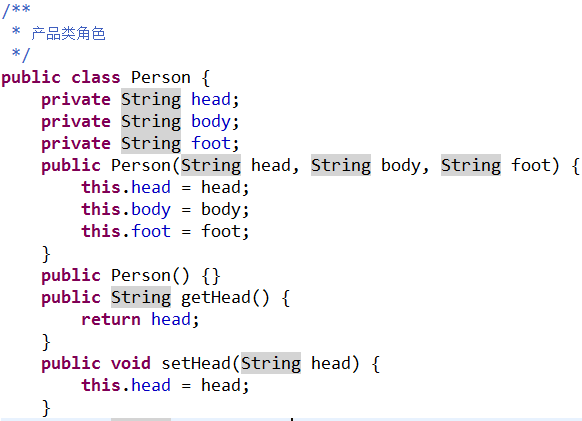 /**
 * 产品类角色
 */
public class Person {
    private String head;
    private String body;
    private String foot;
    public Person(String head, String body, String foot) {
        this.head = head;
        this.body = body;
        this.foot = foot;
    }
    public Person() {}
    public String getHead() {
        return head;
    }
    public void setHead(String head) {
        this.head = head;
    }